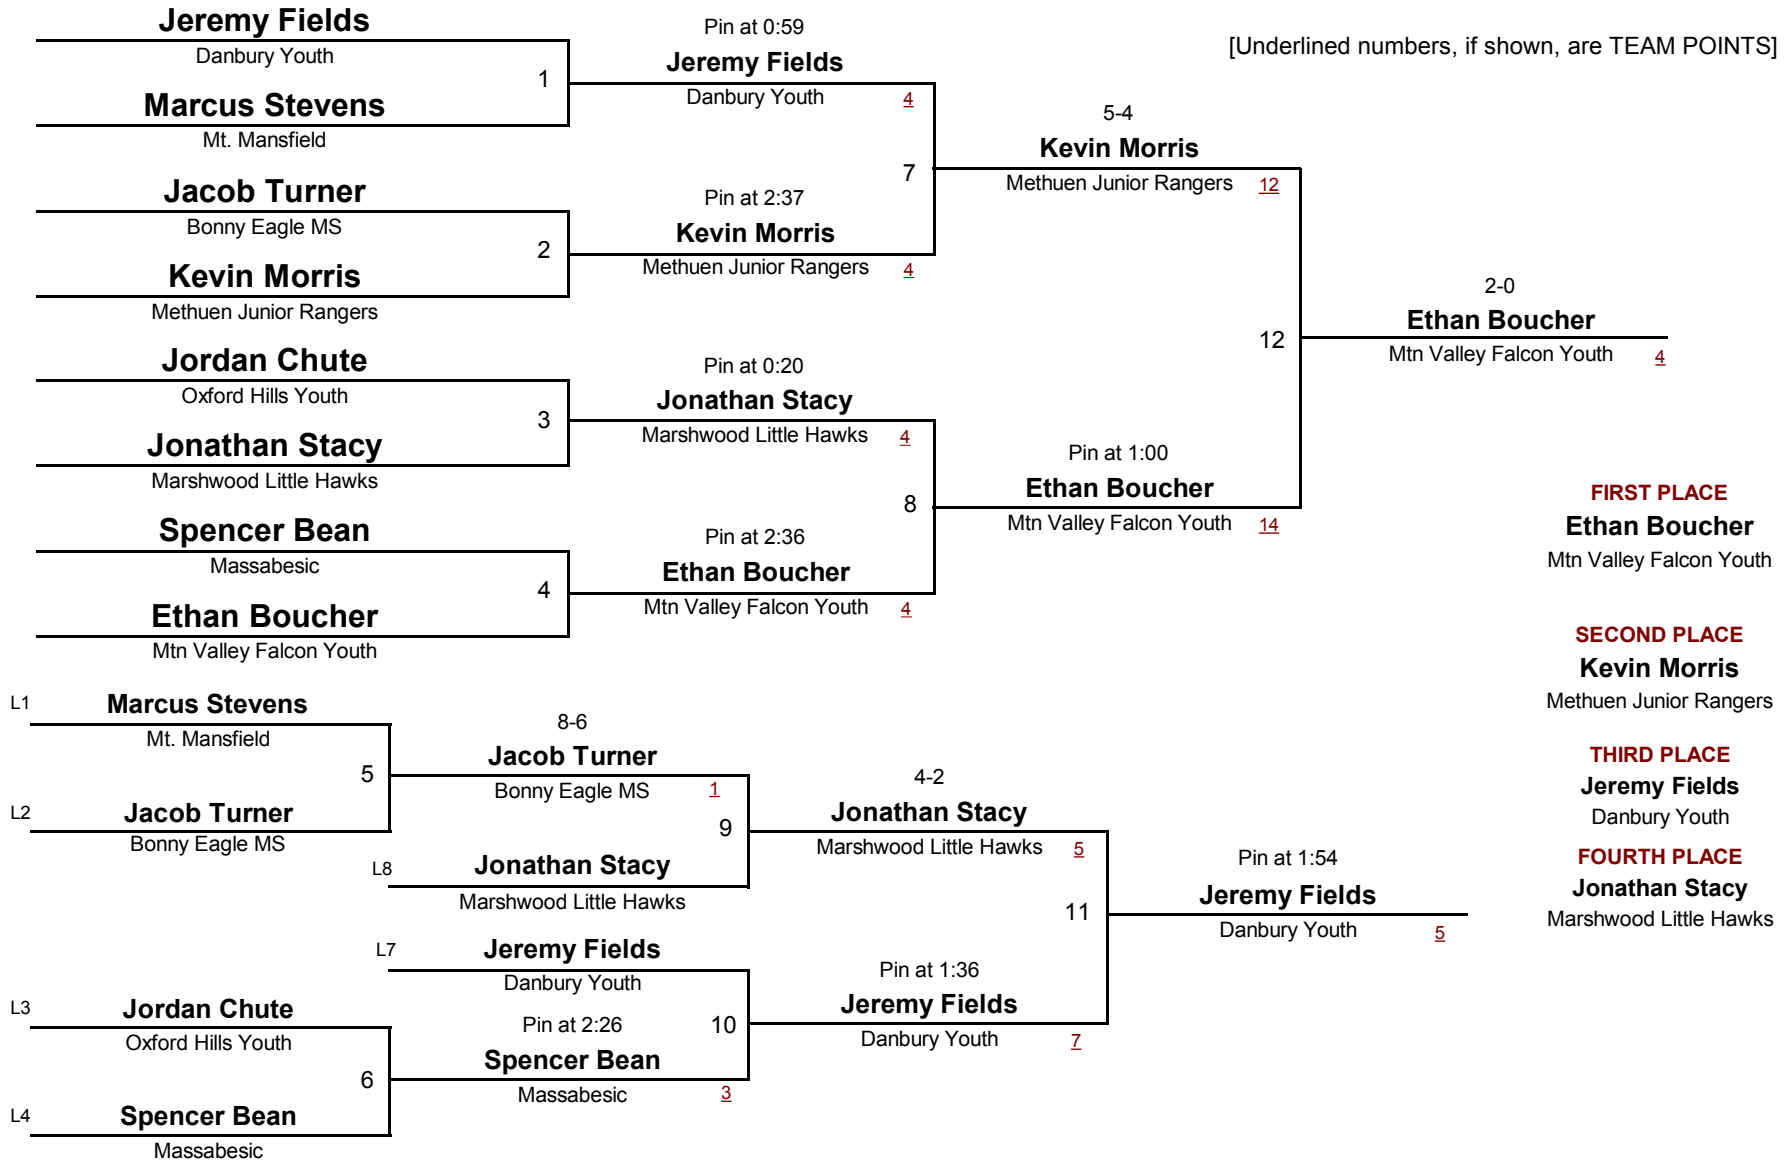 Jeremy Fields
Danbury Youth
1
Marcus Stevens
Mt. Mansfield
Jacob Turner
Bonny Eagle MS
2
Kevin Morris
Methuen Junior Rangers
Jordan Chute
Oxford Hills Youth
3
Jonathan Stacy
Marshwood Little Hawks
Spencer Bean
Massabesic
4
Ethan Boucher
Mtn Valley Falcon Youth
Pin at 0:59
Jeremy Fields
Danbury Youth 4
7
Pin at 2:37
Kevin Morris
Methuen Junior Rangers 4
Pin at 0:20
Jonathan Stacy
Marshwood Little Hawks 4
8
Pin at 2:36
Ethan Boucher
Mtn Valley Falcon Youth 4
[Underlined numbers, if shown, are TEAM POINTS]
5-4
Kevin Morris
Methuen Junior Rangers 12
12
Pin at 1:00
Ethan Boucher
Mtn Valley Falcon Youth 14
2-0
Ethan Boucher
Mtn Valley Falcon Youth 4
L1 Marcus Stevens
Mt. Mansfield
5
L2 Jacob Turner
Bonny Eagle MS
8-6
Jacob Turner
Bonny Eagle MS 1
9
L8 Jonathan Stacy
Marshwood Little Hawks
L7 Jeremy Fields
Danbury Youth
L3 Jordan Chute
Oxford Hills Youth
6
L4 Spencer Bean
Massabesic
Pin at 2:26
10
Spencer Bean
Massabesic 3
4-2
Jonathan Stacy
Marshwood Little Hawks 5
11
Pin at 1:36
Jeremy Fields
Danbury Youth 7
Pin at 1:54
Jeremy Fields
Danbury Youth 5
FIRST PLACE
Ethan Boucher
Mtn Valley Falcon Youth
SECOND PLACE
Kevin Morris
Methuen Junior Rangers
THIRD PLACE
Jeremy Fields
Danbury Youth
FOURTH PLACE
Jonathan Stacy
Marshwood Little Hawks